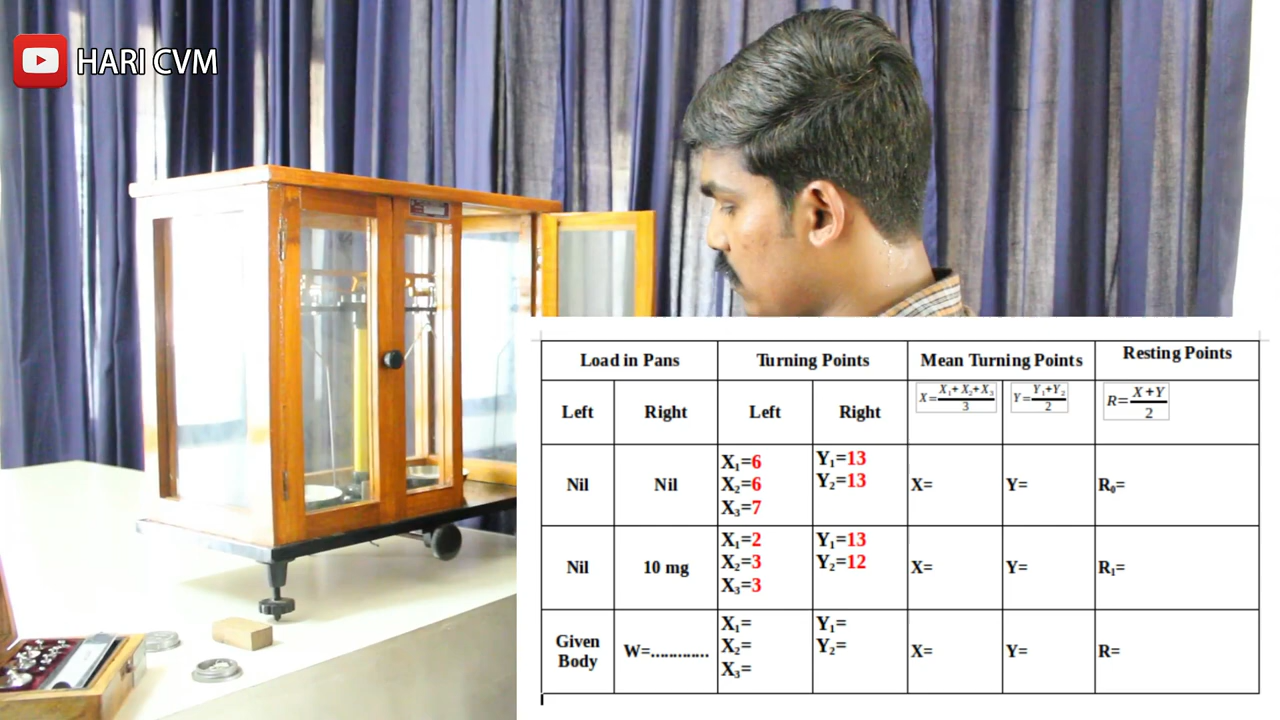 HARI CVM
Load in Pans Turning Points Mean Turning Points Resting Points
Left Right Left Right X=X₁+X₂+X₃/3 Y=Y₁+Y₂/2 R=X+Y/2
Nil Nil X₁=6 Y₁=13 X= Y= R₀=
X₂=6 Y₂=13
X₃=7
Nil 10 mg X₁=2 Y₁=13 X= Y= R₁=
X₂=3 Y₂=12
X₃=3
Given Body W=............. X₁= Y₁= X= Y= R=
X₂= Y₂=
X₃=